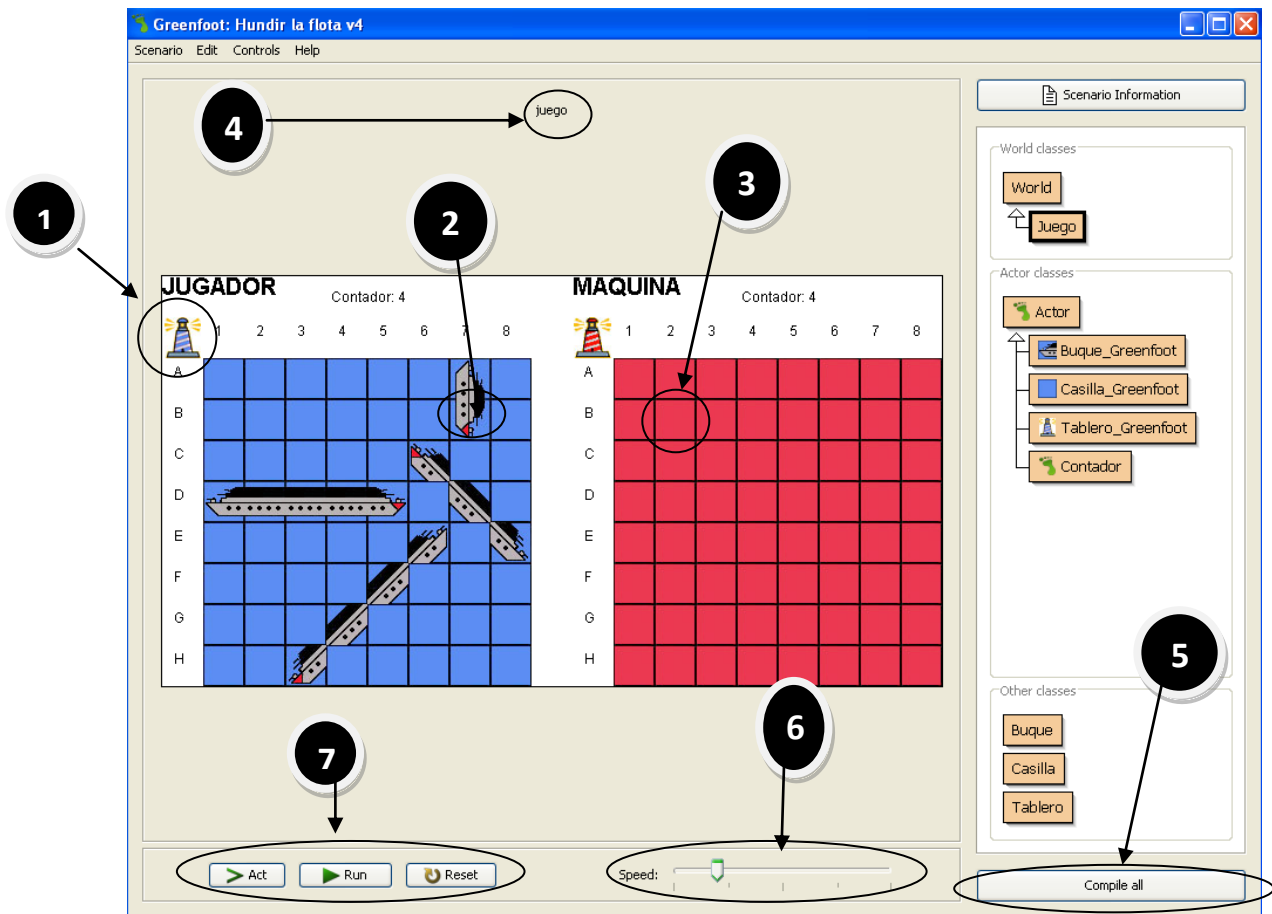 Greenfoot: Hundir la flota v4
Scenario Edit Controls Help
4
juego
Scenario Information
World classes
World
Juego
3
1
2
JUGADOR
Contador: 4
MAQUINA
Contador: 4
1 2 3 4 5 6 7 8
1 2 3 4 5 6 7 8
A
B
C
D
E
F
G
H
A
B
C
D
E
F
G
H
Actor classes
Actor
Buque_Greenfoot
Casilla_Greenfoot
Tablero_Greenfoot
Contador
5
Other classes
Buque
Casilla
Tablero
7
6
Act
Run
Reset
Speed:
Compile all